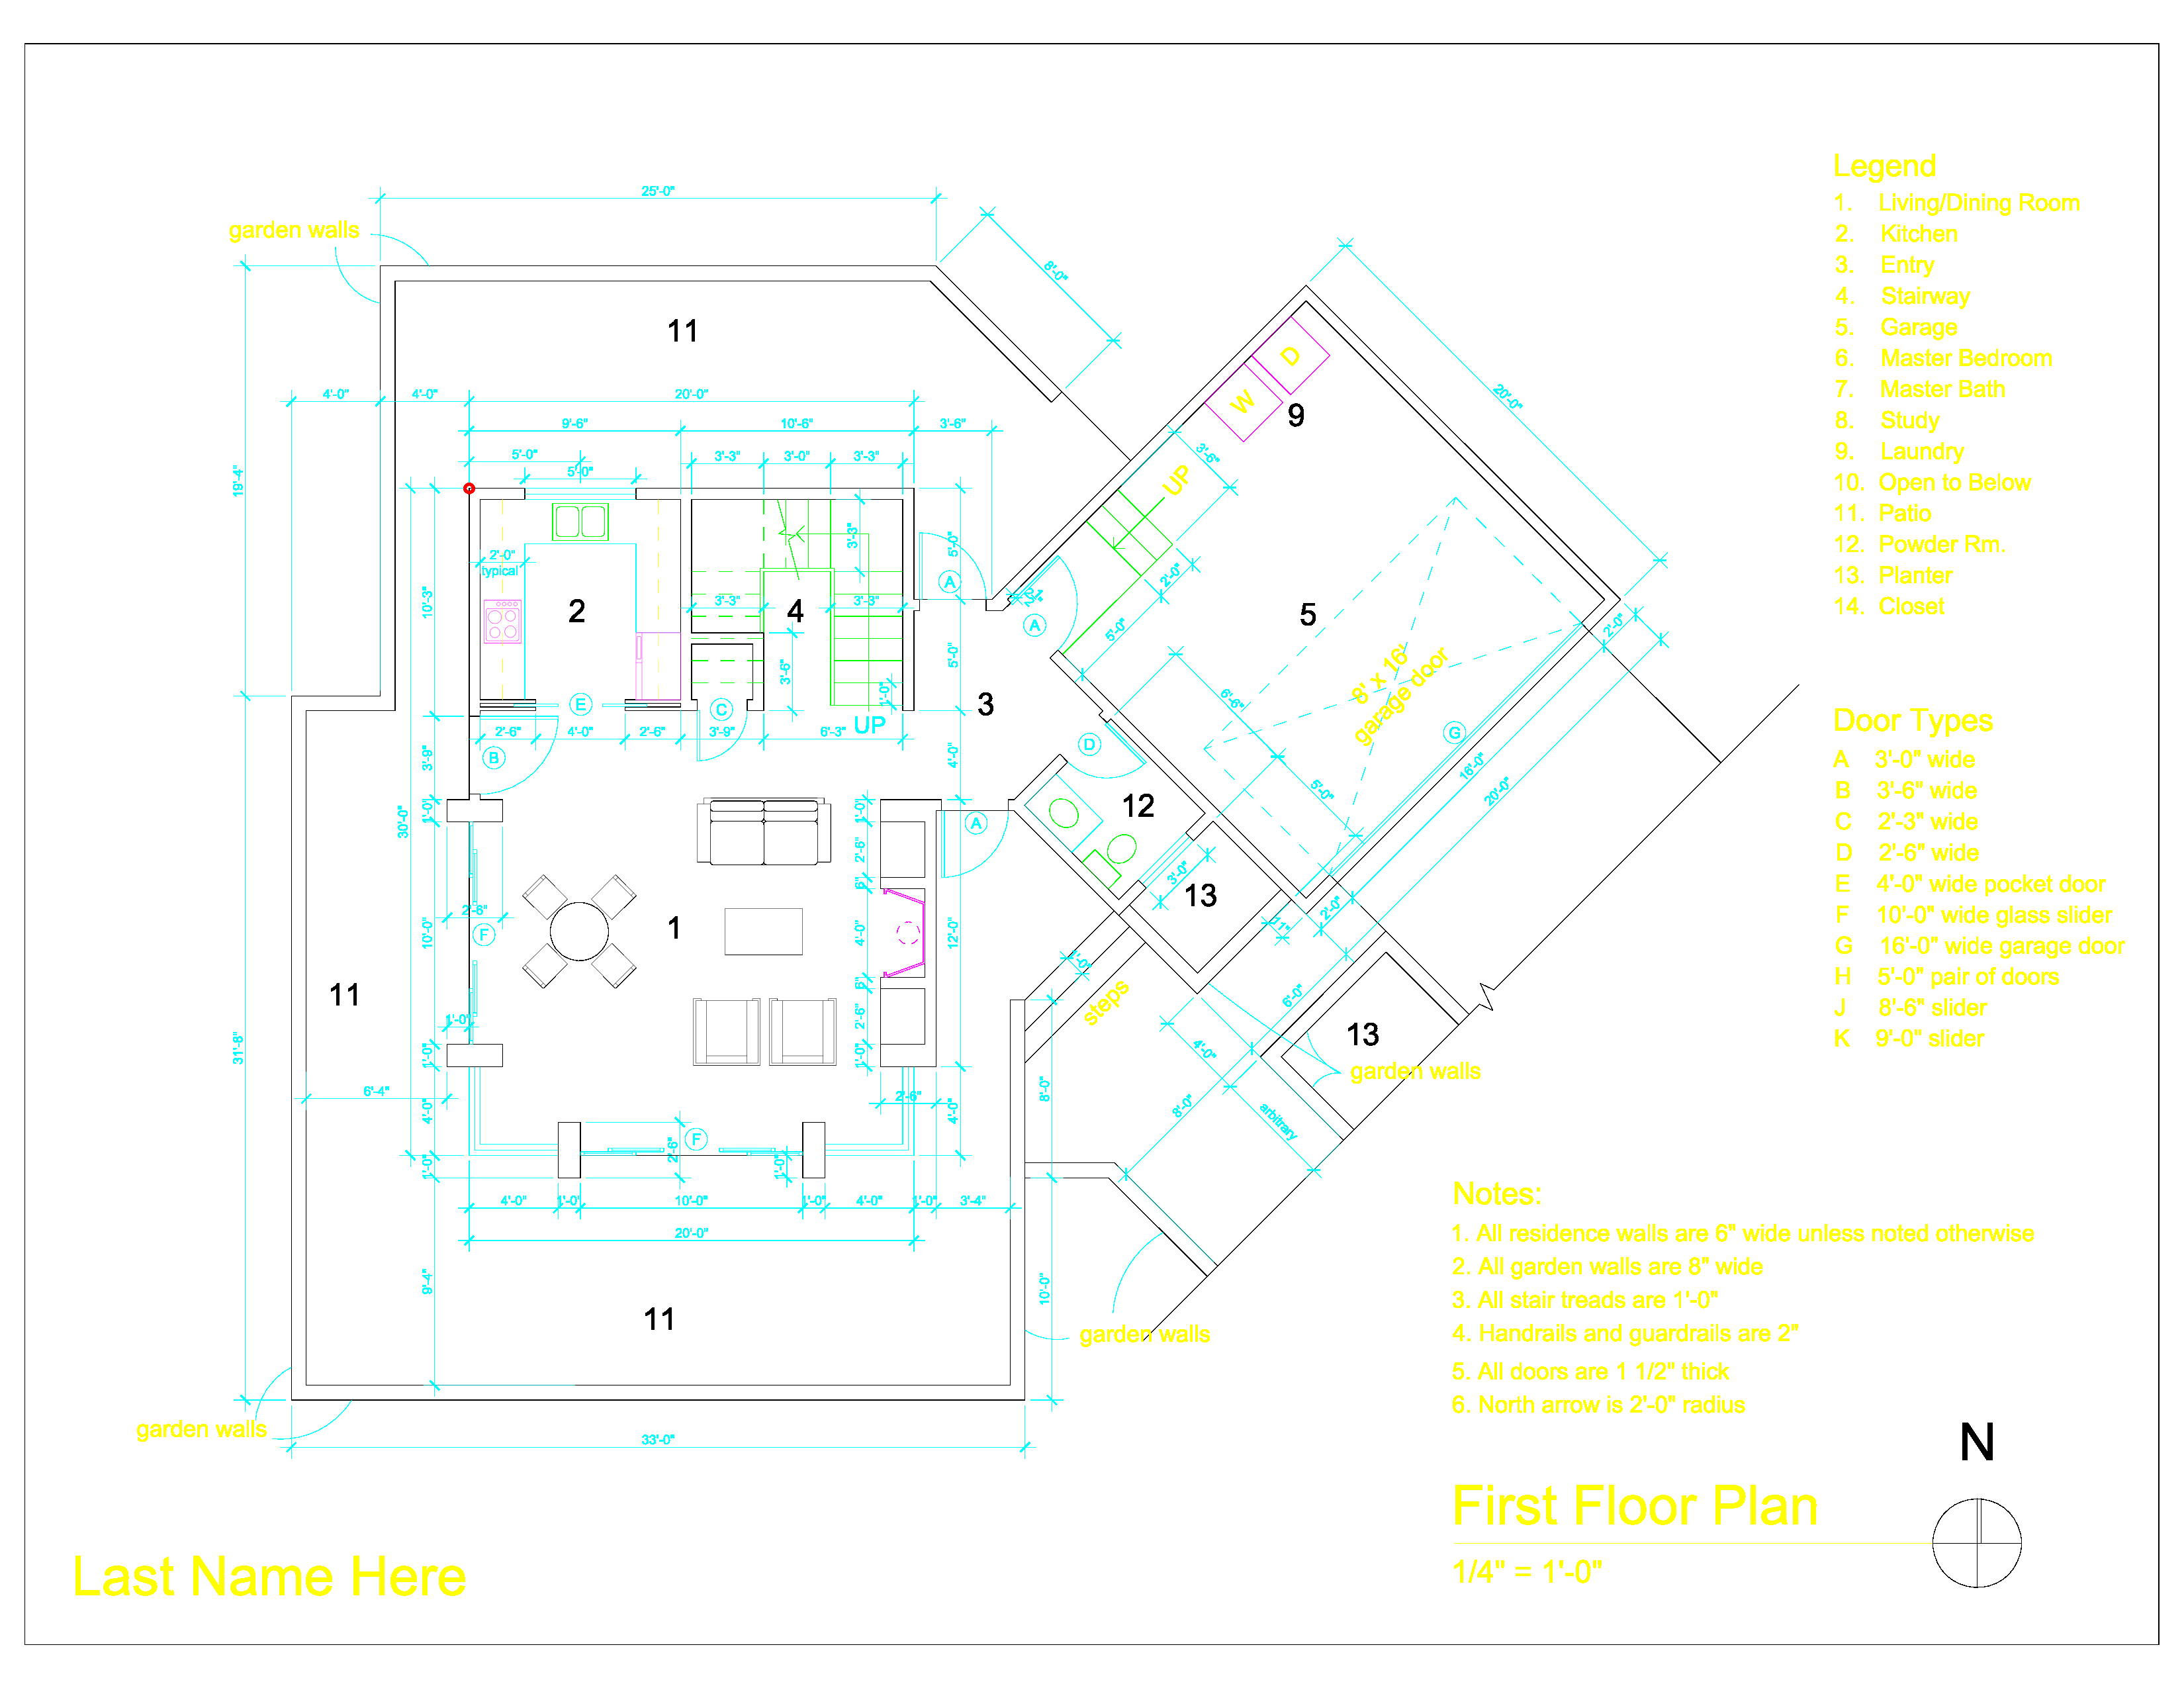 Legend
1. Living/Dining Room
2. Kitchen
3. Entry
4. Stairway
5. Garage
6. Master Bedroom
7. Master Bath
8. Study
9. Laundry
10. Open to Below
11. Patio
12. Powder Rm.
13. Planter
14. Closet
25'-0"
garden walls
8'-0"
11
D
W
9
20'-0"
4'-0"
4'-0"
20'-0"
9'-6"
10'-6"
3'-6"
5'-0"
5'-0"
3'-3"
3'-0"
3'-3"
3'-6"
UP
19'-4"
3'-3"
5'-0"
2'-0"
typical
A
2'-0"
10'-3"
2
3'-3"
4
3'-3"
A
5'-0"
5
2'-0"
3'-6"
5'-0"
1'-0"
3
E
C
UP
6'-6"
8' x 16'
garage door
G
2'-6"
4'-0"
2'-6"
3'-9"
6'-3"
B
3'-9"
4'-0"
D
16'-0"
20'-0"
5'-0"
Door Types
A 3'-0" wide
B 3'-6" wide
C 2'-3" wide
D 2'-6" wide
E 4'-0" wide pocket door
F 10'-0" wide glass slider
G 16'-0" wide garage door
H 5'-0" pair of doors
J 8'-6" slider
K 9'-0" slider
30'-0"
1'-0"
1'-0"
A
12
2'-6"
6"
3'-0"
13
2'-0"
11"
2'-6"
F
10'-0"
1
4'-0"
12'-0"
1'-0"
steps
6'-0"
11
6"
2'-6"
1'-0"
13
4'-0"
garden walls
31'-8"
1'-0"
1'-0"
6'-4"
2'-6"
8'-0"
8'-0"
arbitrary
4'-0"
4'-0"
F
2'-6"
1'-0"
1'-0"
4'-0"
1'-0"
10'-0"
1'-0"
4'-0"
1'-0"
3'-4"
20'-0"
9'-4"
10'-0"
11
garden walls
garden walls
33'-0"
Notes:
1. All residence walls are 6" wide unless noted otherwise
2. All garden walls are 8" wide
3. All stair treads are 1'-0"
4. Handrails and guardrails are 2"
5. All doors are 1 1/2" thick
6. North arrow is 2'-0" radius
N
First Floor Plan
1/4" = 1'-0"
Last Name Here